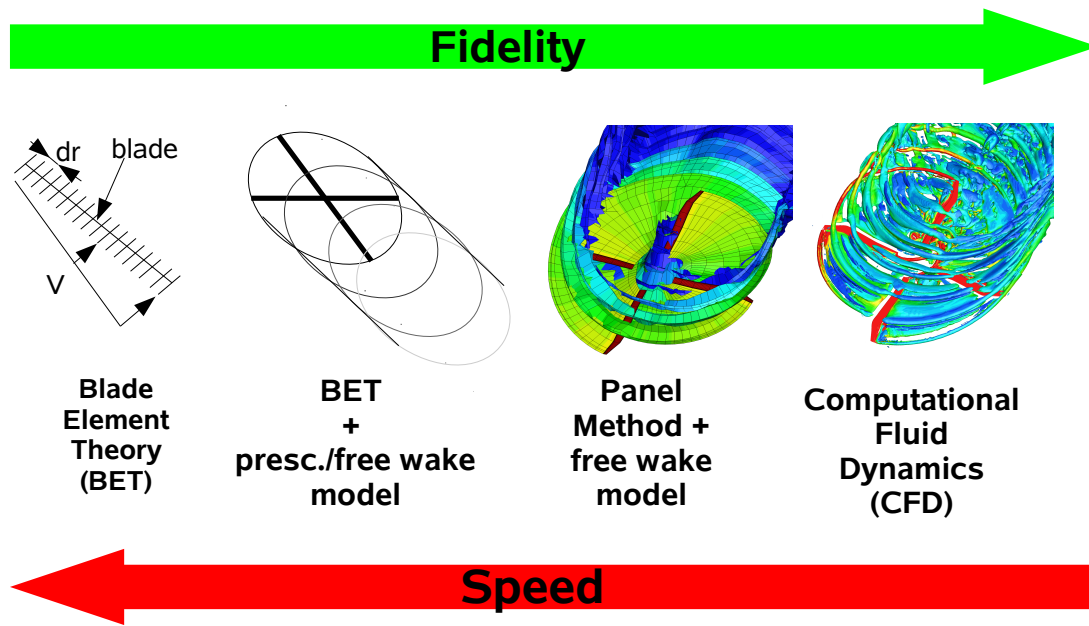 Fidelity
dr
blade
V
Blade
Element
Theory
(BET)
BET
+
presc./free wake
model
Panel
Method +
free wake
model
Computational
Fluid
Dynamics
(CFD)
Speed